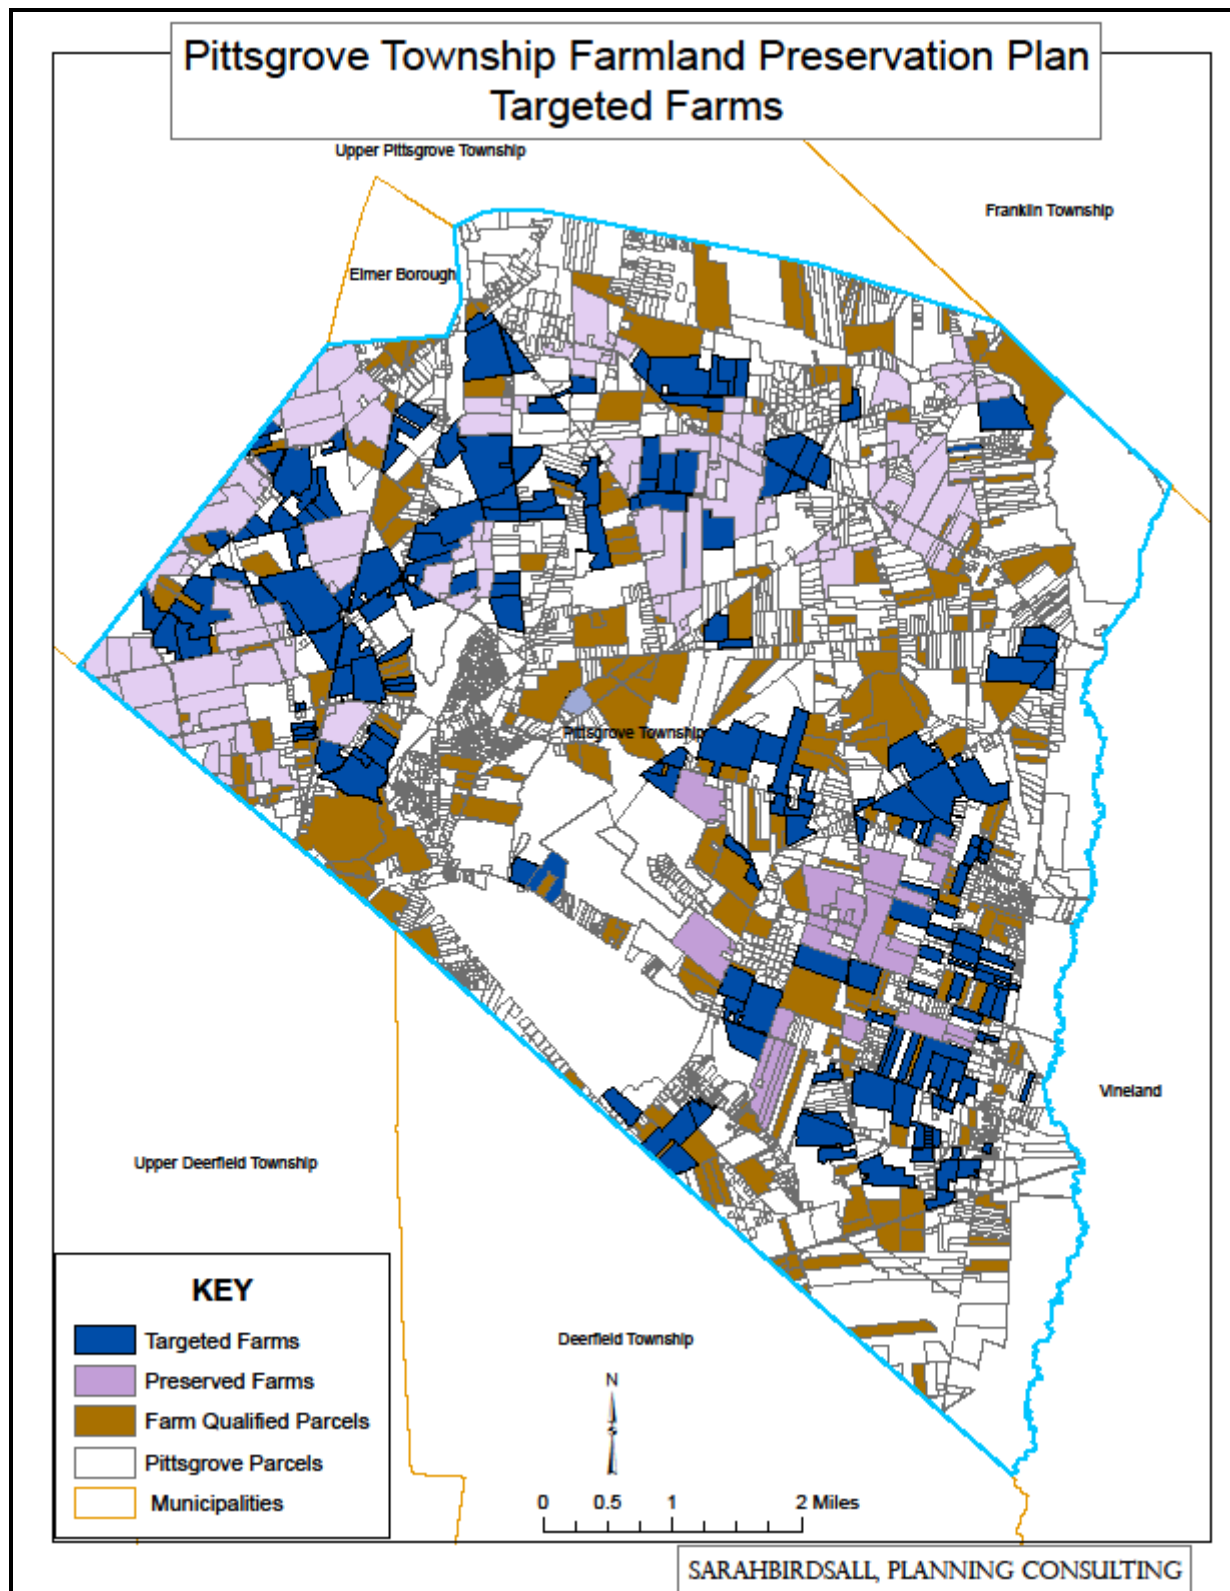 Pittsgrove Township Farmland Preservation Plan
Targeted Farms
Upper Pittsgrove Township
Franklin Township
Elmer Borough
Pittsgrove Township
Vineland
Upper Deerfield Township
Deerfield Township
KEY
Targeted Farms
Preserved Farms
Farm Qualified Parcels
Pittsgrove Parcels
Municipalities
N
0 0.5 1 2 Miles
SARAHBIRDSALL, PLANNING CONSULTING